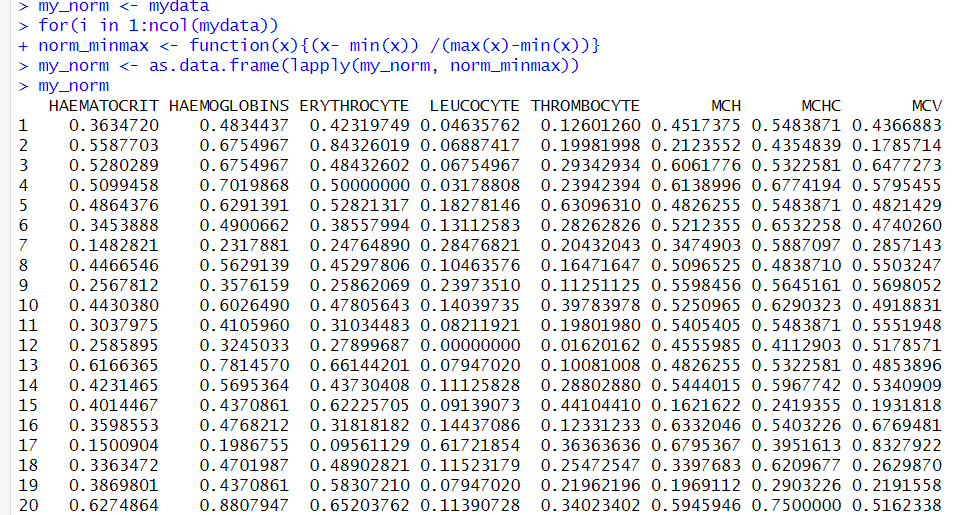 > my_norm <- mydata
> for(i in 1:ncol(mydata))
+ norm_minmax <- function(x){(x- min(x)) /(max(x)-min(x))}
> my_norm <- as.data.frame(lapply(my_norm, norm_minmax))
> my_norm
HAEMATOCRIT HAEMOGLOBINS ERYTHROCYTE LEUCOCYTE THROMBOCYTE MCH MCHC MCV
1 0.3634720 0.4834437 0.42319749 0.04635762 0.12601260 0.4517375 0.5483871 0.4366883
2 0.5587703 0.6754967 0.84326019 0.06887417 0.19981998 0.2123552 0.4354839 0.1785714
3 0.5280289 0.6754967 0.48432602 0.06754967 0.29342934 0.6061776 0.5322581 0.6477273
4 0.5099458 0.7019868 0.50000000 0.03178808 0.23942394 0.6138996 0.6774194 0.5795455
5 0.4864376 0.6291391 0.52821317 0.18278146 0.63096310 0.4826255 0.5483871 0.4821429
6 0.3453888 0.4900662 0.38557994 0.13112583 0.28262826 0.5212355 0.6532258 0.4740260
7 0.1482821 0.2317881 0.24764890 0.28476821 0.20432043 0.3474903 0.5887097 0.2857143
8 0.4466546 0.5629139 0.45297806 0.10463576 0.16471647 0.5096525 0.4838710 0.5503247
9 0.2567812 0.3576159 0.25862069 0.23973510 0.11251125 0.5598456 0.5645161 0.5698052
10 0.4430380 0.6026490 0.47805643 0.14039735 0.39783978 0.5250965 0.6290323 0.4918831
11 0.3037975 0.4105960 0.31034483 0.08211921 0.19801980 0.5405405 0.5483871 0.5551948
12 0.2585895 0.3245033 0.27899687 0.00000000 0.01620162 0.4555985 0.4112903 0.5178571
13 0.6166365 0.7814570 0.66144201 0.07947020 0.10081008 0.4826255 0.5322581 0.4853896
14 0.4231465 0.5695364 0.43730408 0.11125828 0.28802880 0.5444015 0.5967742 0.5340909
15 0.4014467 0.4370861 0.62225705 0.09139073 0.44104410 0.1621622 0.2419355 0.1931818
16 0.3598553 0.4768212 0.31818182 0.14437086 0.12331233 0.6332046 0.5403226 0.6769481
17 0.1500904 0.1986755 0.09561129 0.61721854 0.36363636 0.6795367 0.3951613 0.8327922
18 0.3363472 0.4701987 0.48902821 0.11523179 0.25472547 0.3397683 0.6209677 0.2629870
19 0.3869801 0.4370861 0.58307210 0.07947020 0.21962196 0.1969112 0.2903226 0.2191558
20 0.6274864 0.8807947 0.65203762 0.11390728 0.34023402 0.5945946 0.7500000 0.5162338